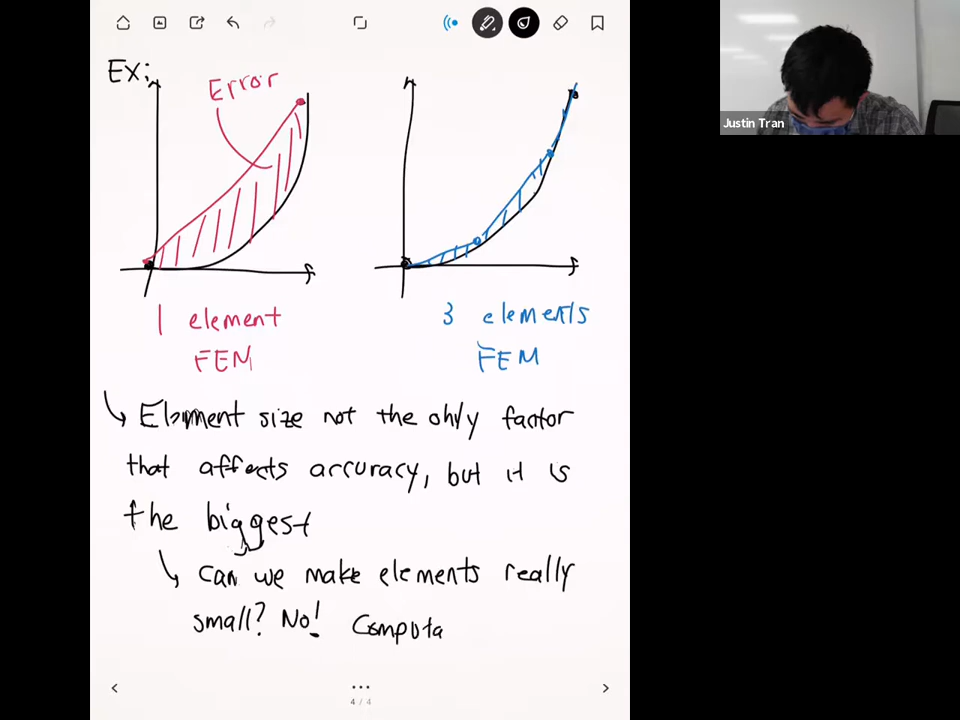 Ex:
Error
1 element
FEM
3 elements
FEM
↳ Element size not the only factor
that affects accuracy, but it is
the biggest
↳ Can we make elements really
small? No! Computa
4 / 4
Justin Tran